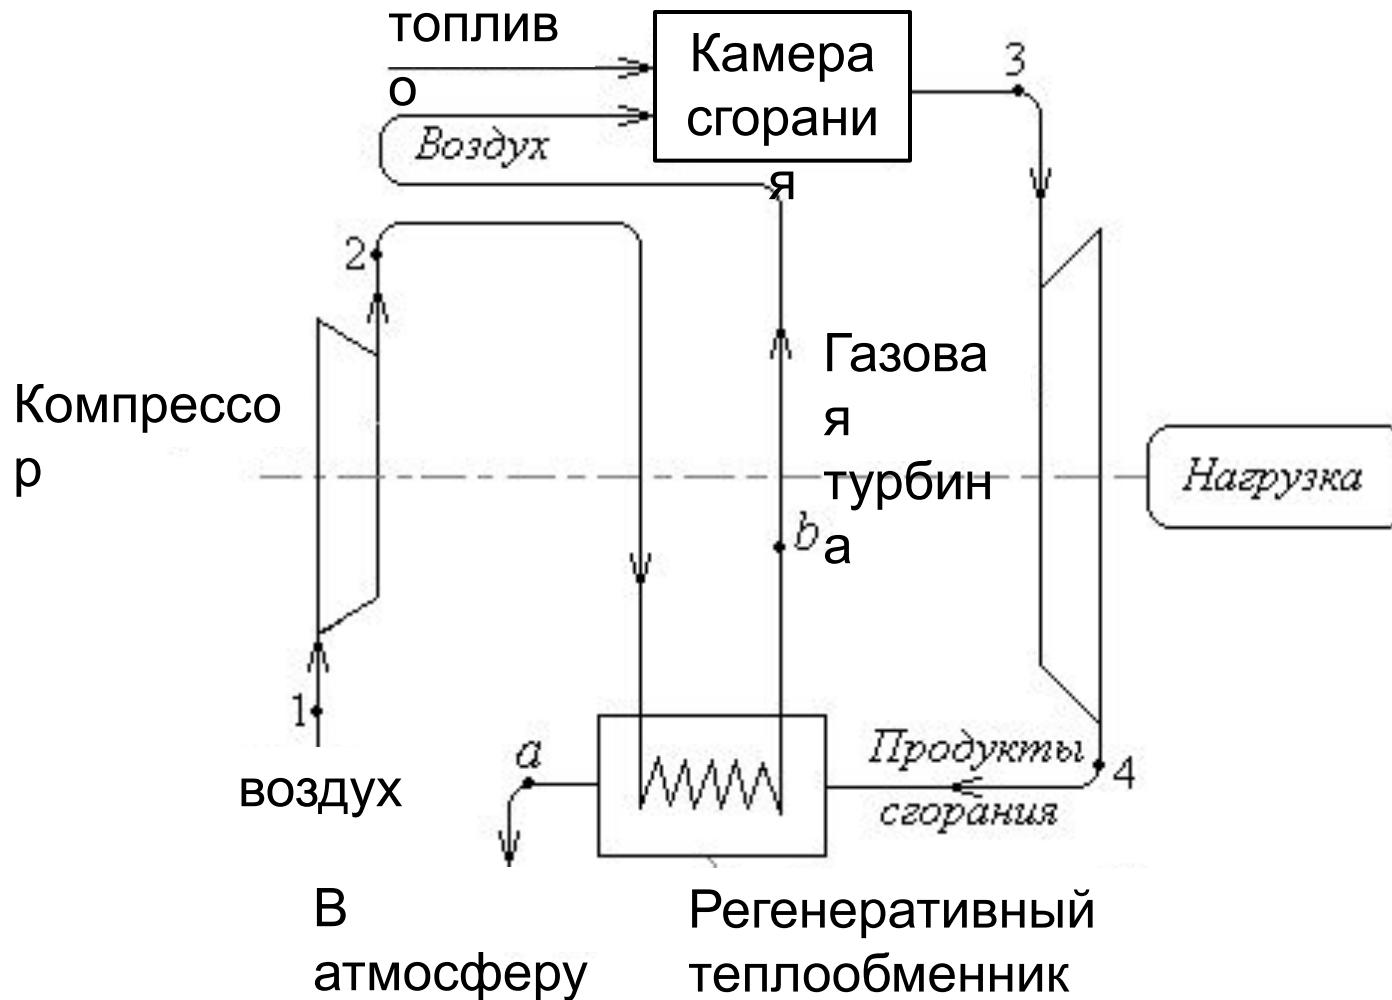 топлив
о
Камера
сгорани
я
3
Воздух
2
Газова
я
турбин
а
Компрессо
р
Нагрузка
b
1
воздух
a
Продукты
сгорания
4
В
атмосферу
Регенеративный
теплообменник